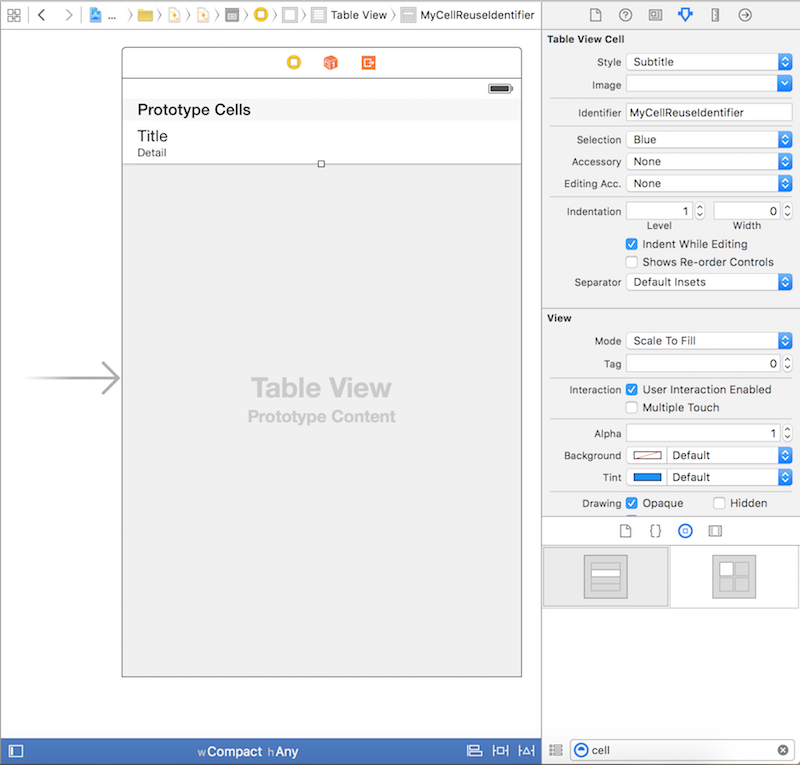 ... Table View MyCellReuseIdentifier
Prototype Cells
Title
Detail
Table View
Prototype Content
wCompact hAny
Table View Cell
Style Subtitle
Image
Identifier MyCellReuseIdentifier
Selection Blue
Accessory None
Editing Acc. None
Indentation 1 0
Level Width
Indent While Editing
Shows Re-order Controls
Separator Default Insets
View
Mode Scale To Fill
Tag 0
Interaction User Interaction Enabled
Multiple Touch
Alpha 1
Background Default
Tint Default
Drawing Opaque Hidden
{}
cell